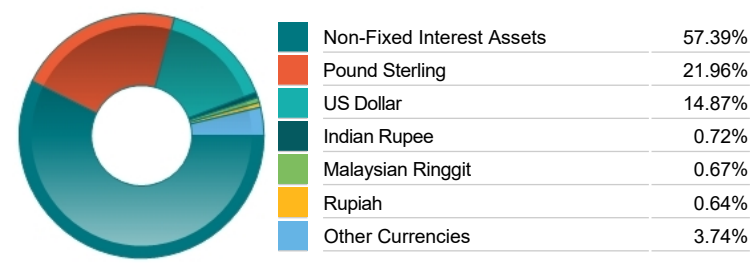 Non-Fixed Interest Assets 57.39%
Pound Sterling 21.96%
US Dollar 14.87%
Indian Rupee 0.72%
Malaysian Ringgit 0.67%
Rupiah 0.64%
Other Currencies 3.74%